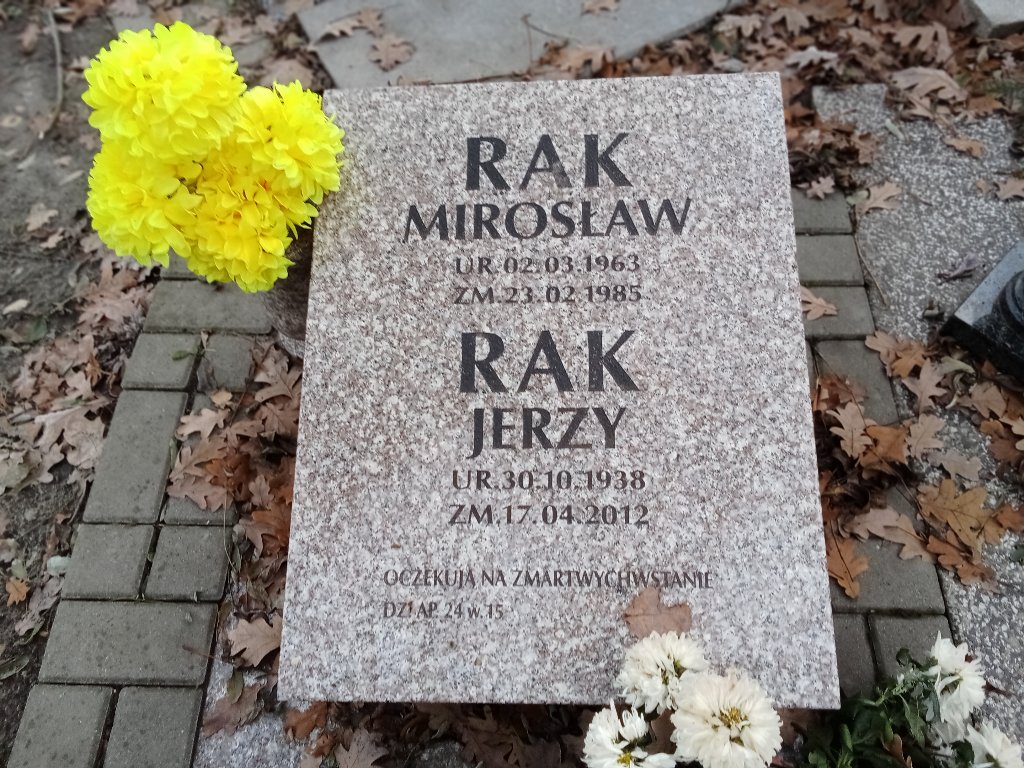 RAK
MIROSŁAW
UR.02.03.1963
ZM.23.02.1985
RAK
JERZY
UR.30.10.1938
ZM.17.04.2012
OCZEKUJĄ NA ZMARTWYCHWSTANIE
DZ.AP. 24 w. 15